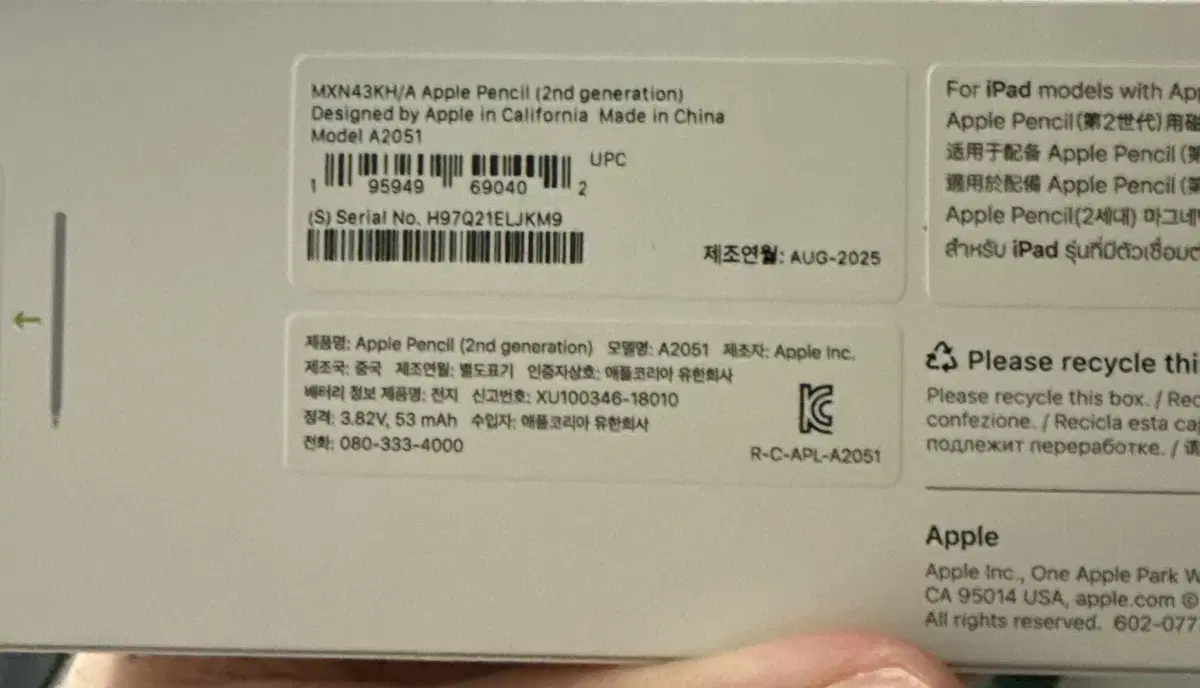 MXN43KH/A Apple Pencil (2nd generation)
Designed by Apple in California Made in China
Model A2051
UPC
1 95949 69040 2
(S) Serial No. H97Q21ELJKM9
제조연월: AUG-2025
제품명: Apple Pencil (2nd generation) 모델명: A2051 제조자: Apple Inc.
제조국: 중국 제조연월: 별도표기 인증자상호: 애플코리아 유한회사
배터리 정보 제품명: 전지 신고번호: XU100346-18010
정격: 3.82V, 53 mAh 수입자: 애플코리아 유한회사
전화: 080-333-4000
R-C-APL-A2051
For iPad models with
Apple Pencil(第2世代)用
适用于配备 Apple Pencil
適用於配備 Apple Pencil
Apple Pencil(2세대)
สำหรับ iPad
Please recycle
Please recycle this box. /
confezione. / Recicla esta
подлежит переработке. /
Apple
Apple Inc., One Apple Park
CA 95014 USA, apple.com ©
All rights reserved. 602-077